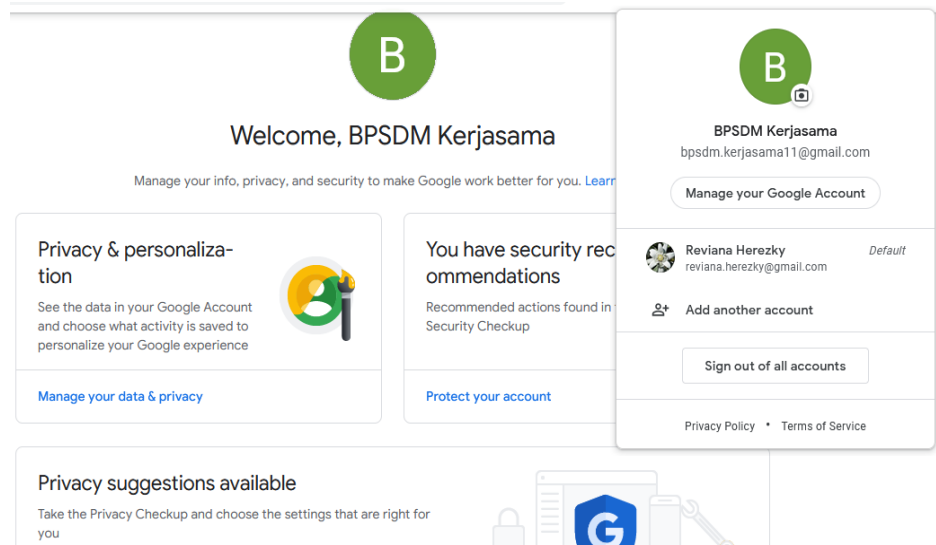 B
Welcome, BPSDM Kerjasama
Manage your info, privacy, and security to make Google work better for you. Learn
Privacy & personaliza-
tion
See the data in your Google Account
and choose what activity is saved to
personalize your Google experience
Manage your data & privacy
You have security rec
ommendations
Recommended actions found in
Security Checkup
Protect your account
Privacy suggestions available
Take the Privacy Checkup and choose the settings that are right for
you
G
B
BPSDM Kerjasama
bpsdm.kerjasama11@gmail.com
Manage your Google Account
Reviana Herezky
Default
reviana.herezky@gmail.com
Add another account
Sign out of all accounts
Privacy Policy • Terms of Service